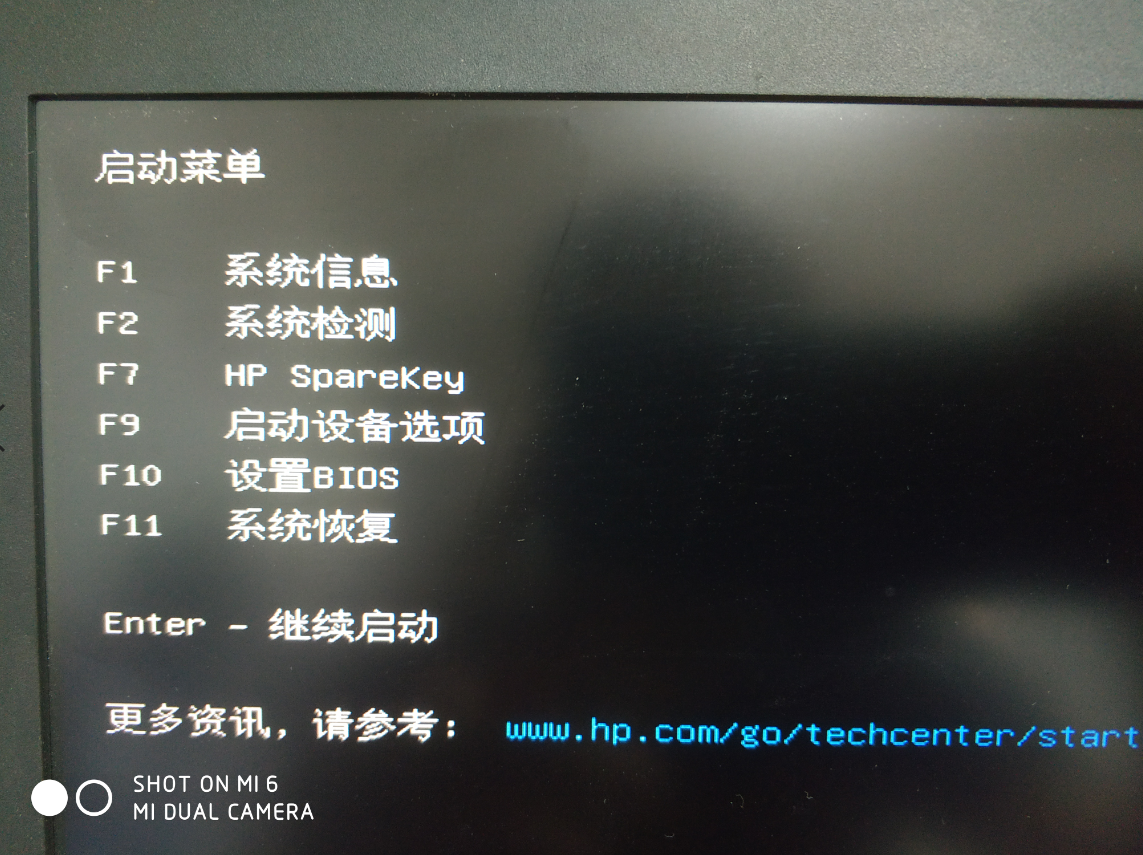 启动菜单
F1 系统信息
F2 系统检测
F7 HP SpareKey
F9 启动设备选项
F10 设置BIOS
F11 系统恢复
Enter - 继续启动
更多资讯，请参考： www.hp.com/go/techcenter/start
SHOT ON MI 6
MI DUAL CAMERA